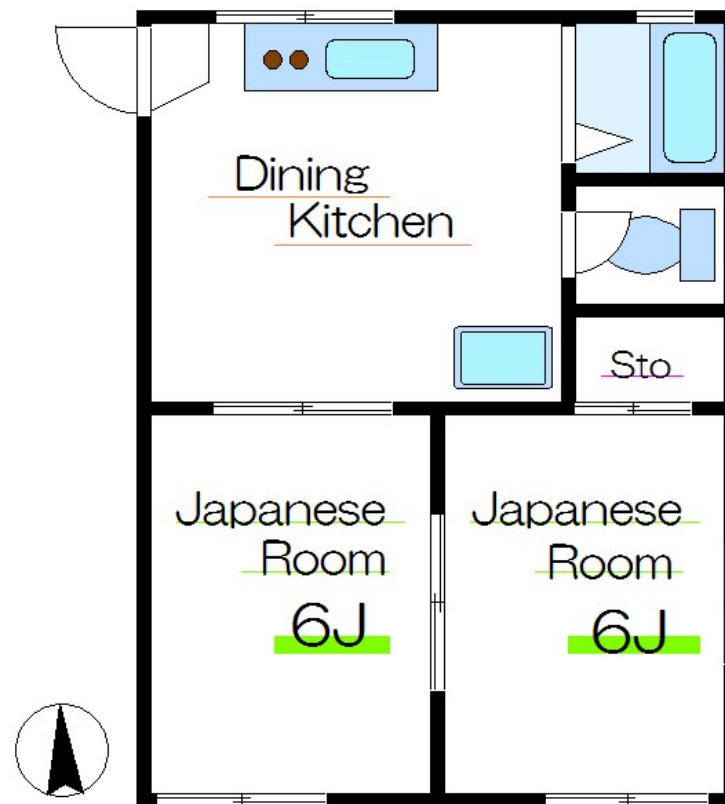 Dining
Kitchen
Sto
Japanese
Room
6J
Japanese
Room
6J